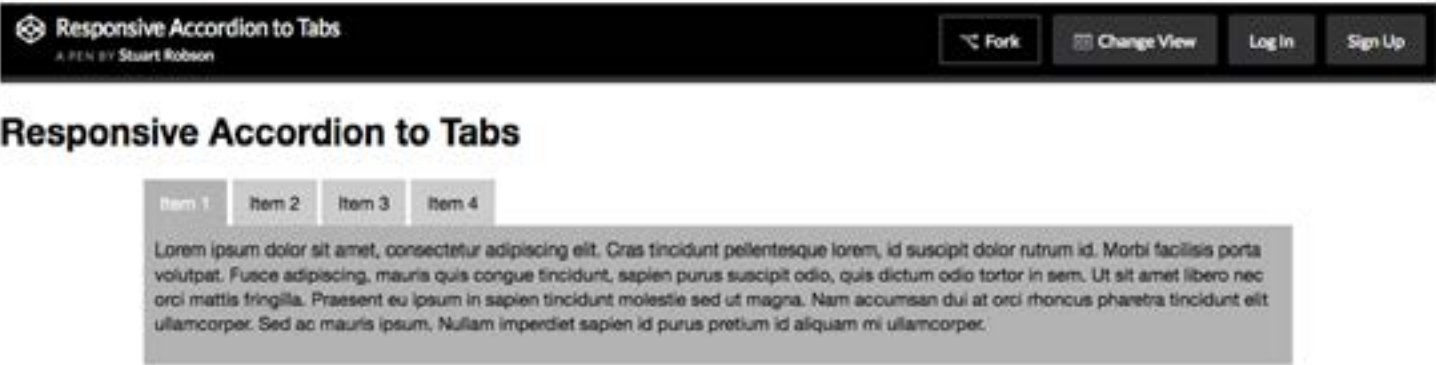 Responsive Accordion to Tabs
A PEN BY Stuart Robson
Fork
Change View
Log In
Sign Up
Responsive Accordion to Tabs
Item 1
Item 2
Item 3
Item 4
Lorem ipsum dolor sit amet, consectetur adipiscing elit. Cras tincidunt pellentesque lorem, id suscipit dolor rutrum id. Morbi facilisis porta
volutpat. Fusce adipiscing, mauris quis congue tincidunt, sapien purus suscipit odio, quis dictum odio tortor in sem. Ut sit amet libero nec
orci mattis fringilla. Praesent eu ipsum in sapien tincidunt molestie sed ut magna. Nam accumsan dui at orci rhoncus pharetra tincidunt elit
ullamcorper. Sed ac mauris ipsum. Nullam imperdiet sapien id purus pretium id aliquam mi ullamcorper.